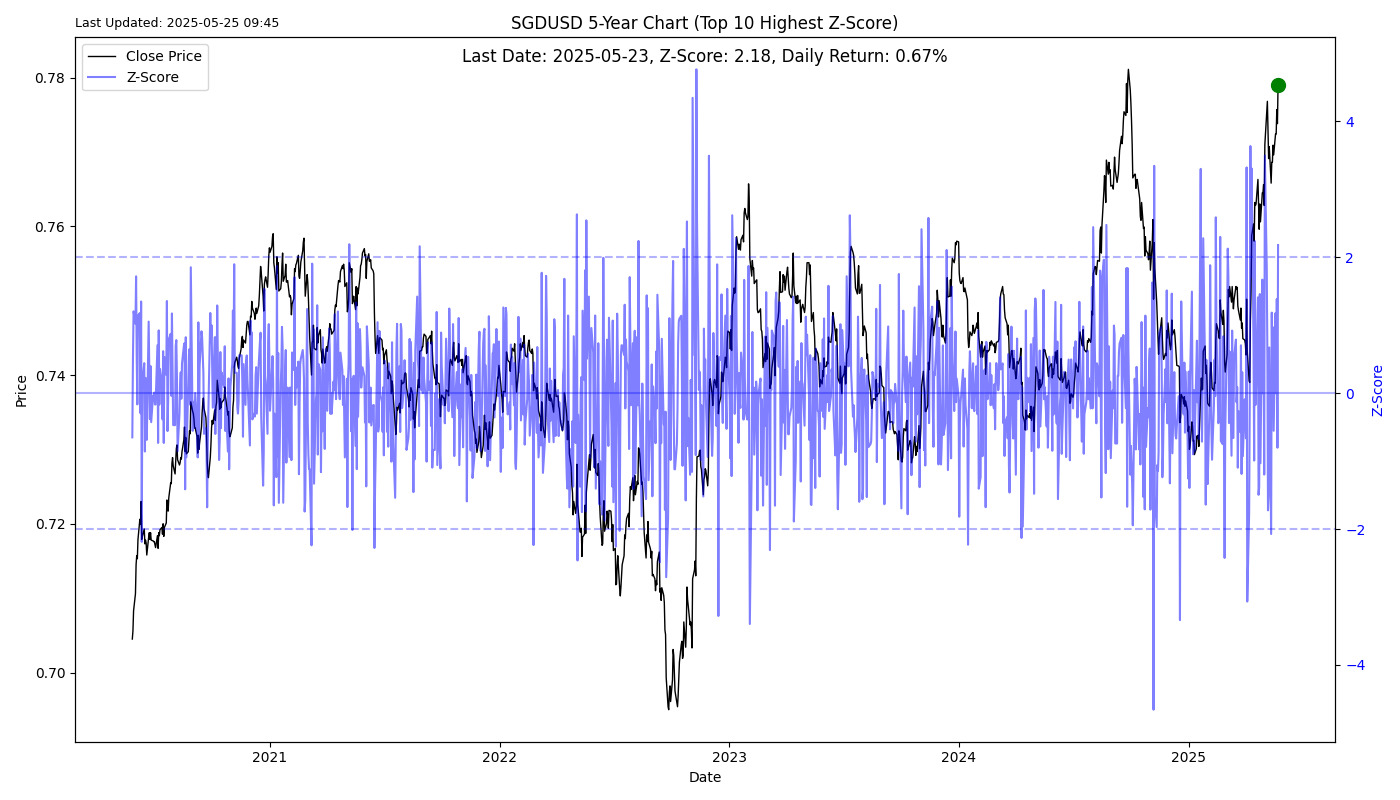 Last Updated: 2025-05-25 09:45
SGDUSD 5-Year Chart (Top 10 Highest Z-Score)
Last Date: 2025-05-23, Z-Score: 2.18, Daily Return: 0.67%
Close Price
Z-Score
0.78
0.76
0.74
0.72
0.70
Price
4
2
0
−2
−4
Z-Score
2021
2022
2023
2024
2025
Date